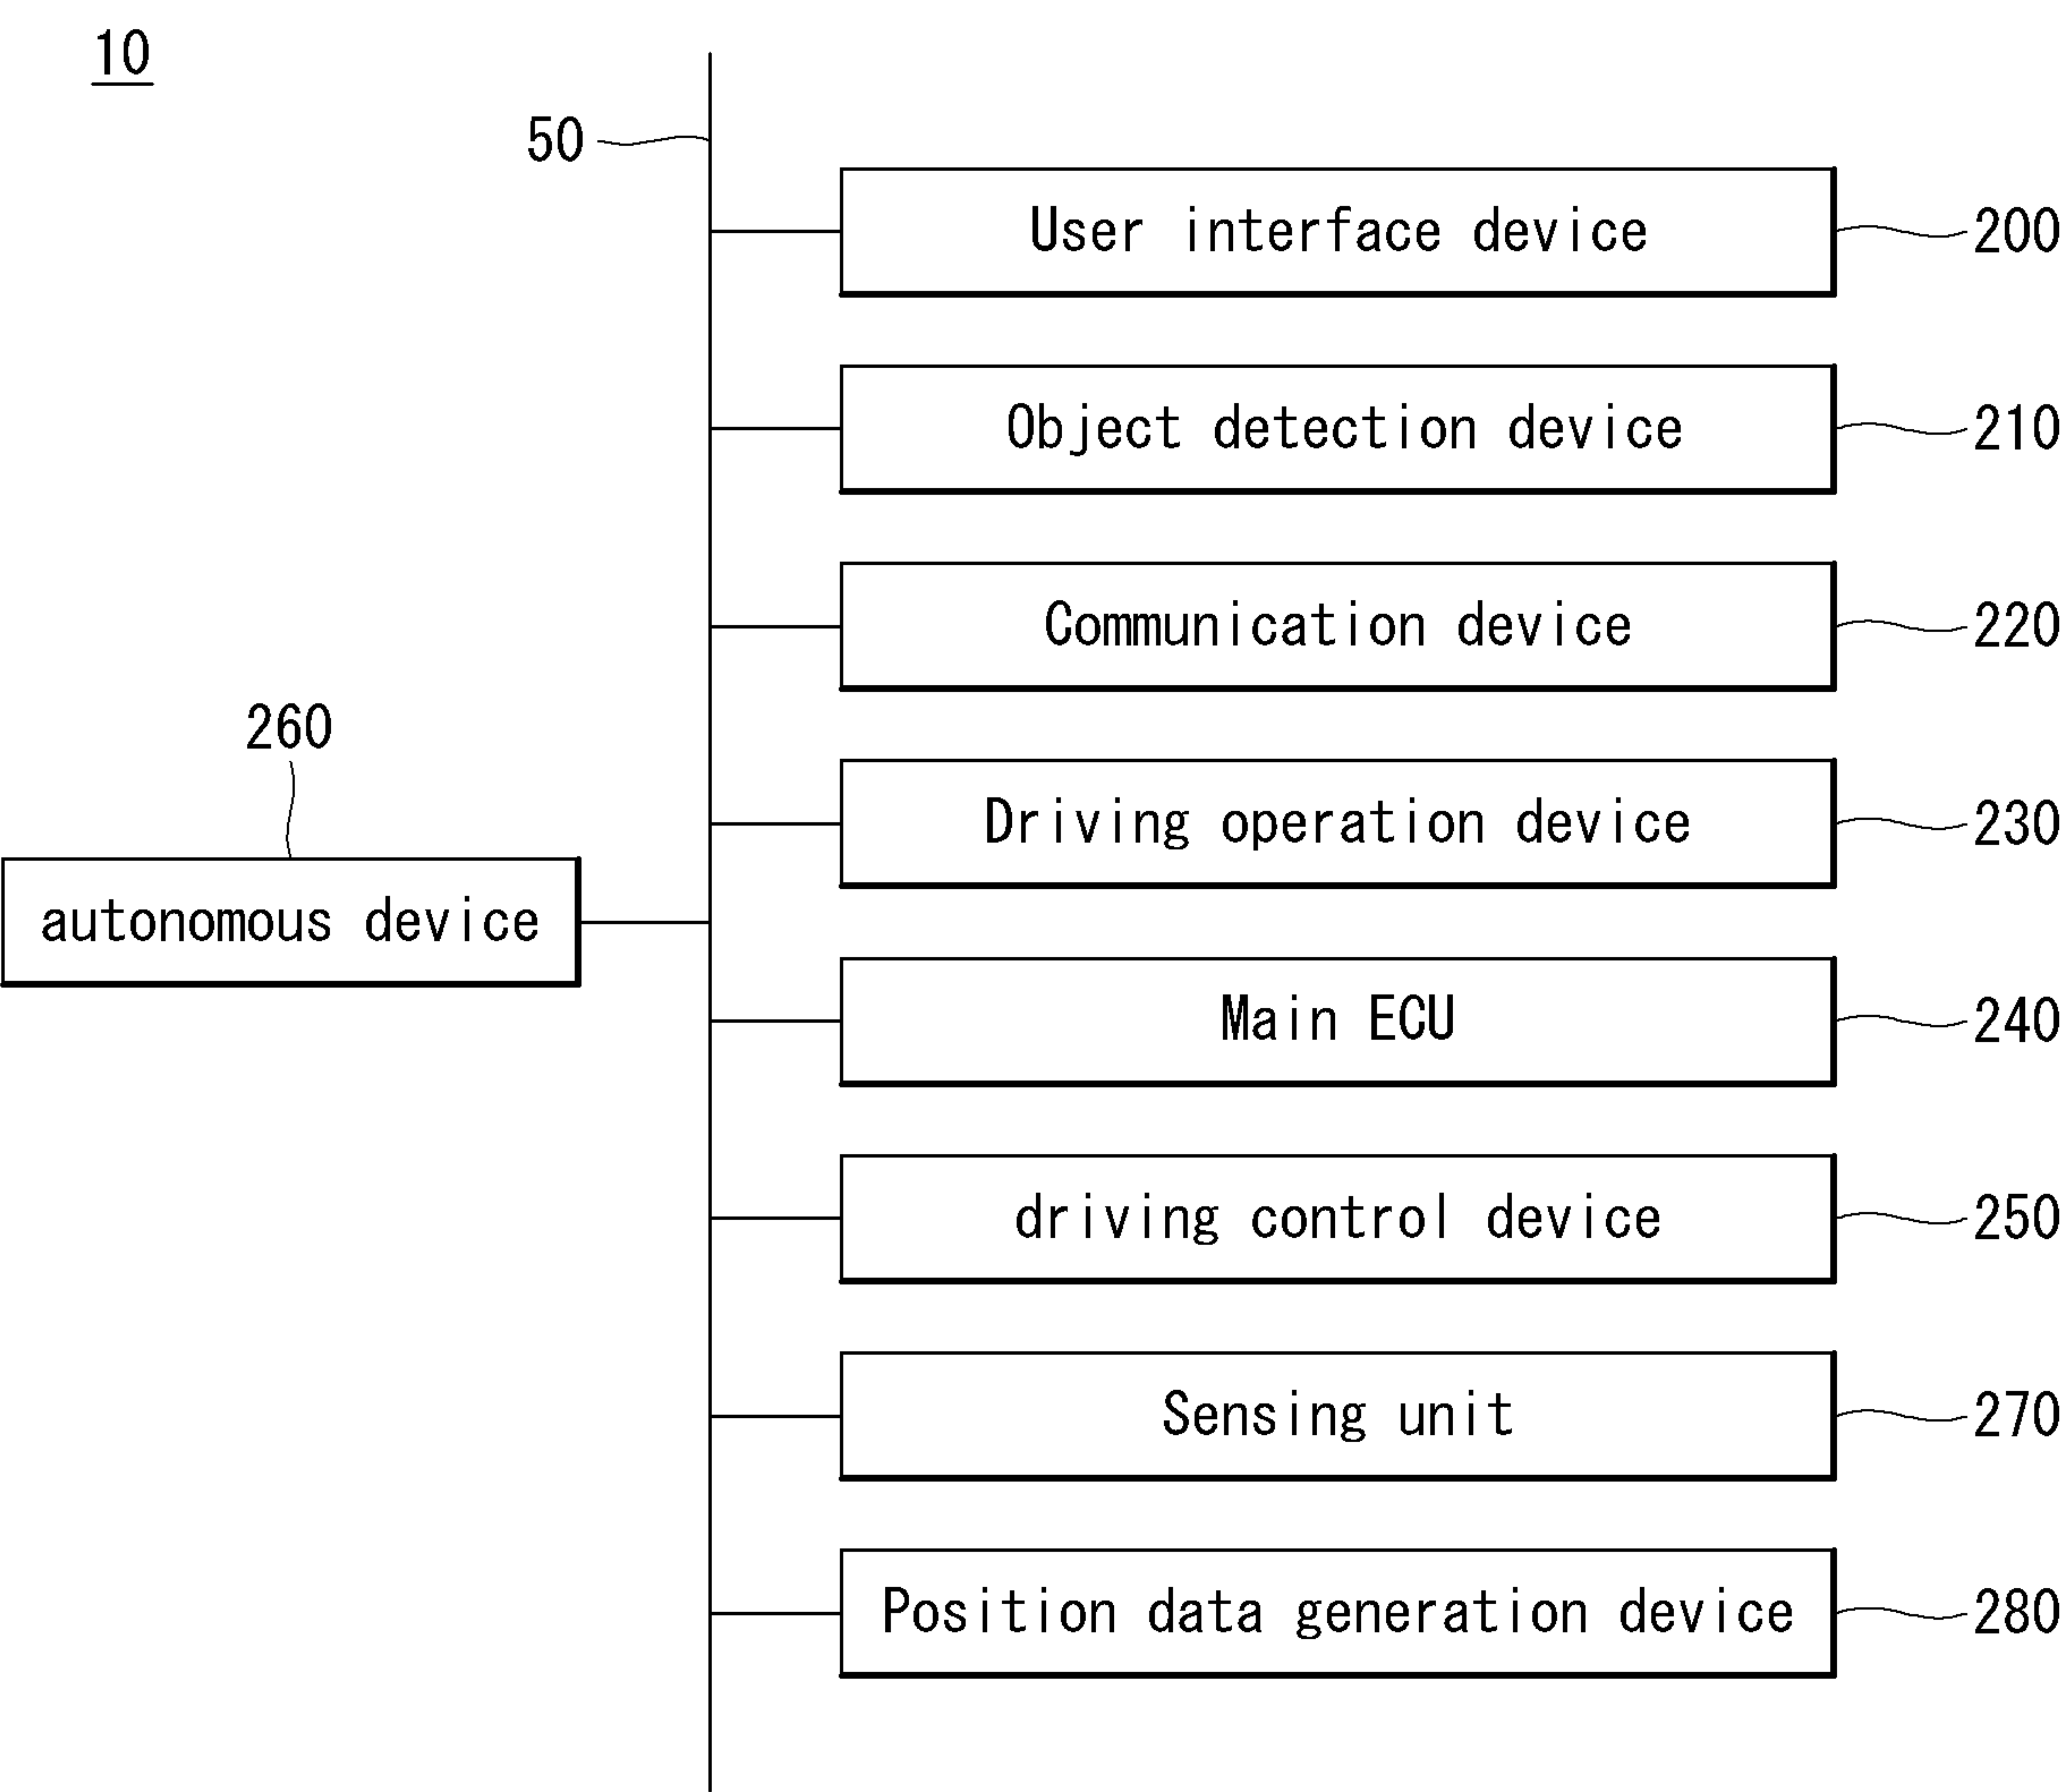 10
50
User interface device 200
Object detection device 210
Communication device 220
260
Driving operation device 230
autonomous device
Main ECU 240
driving control device 250
Sensing unit 270
Position data generation device 280